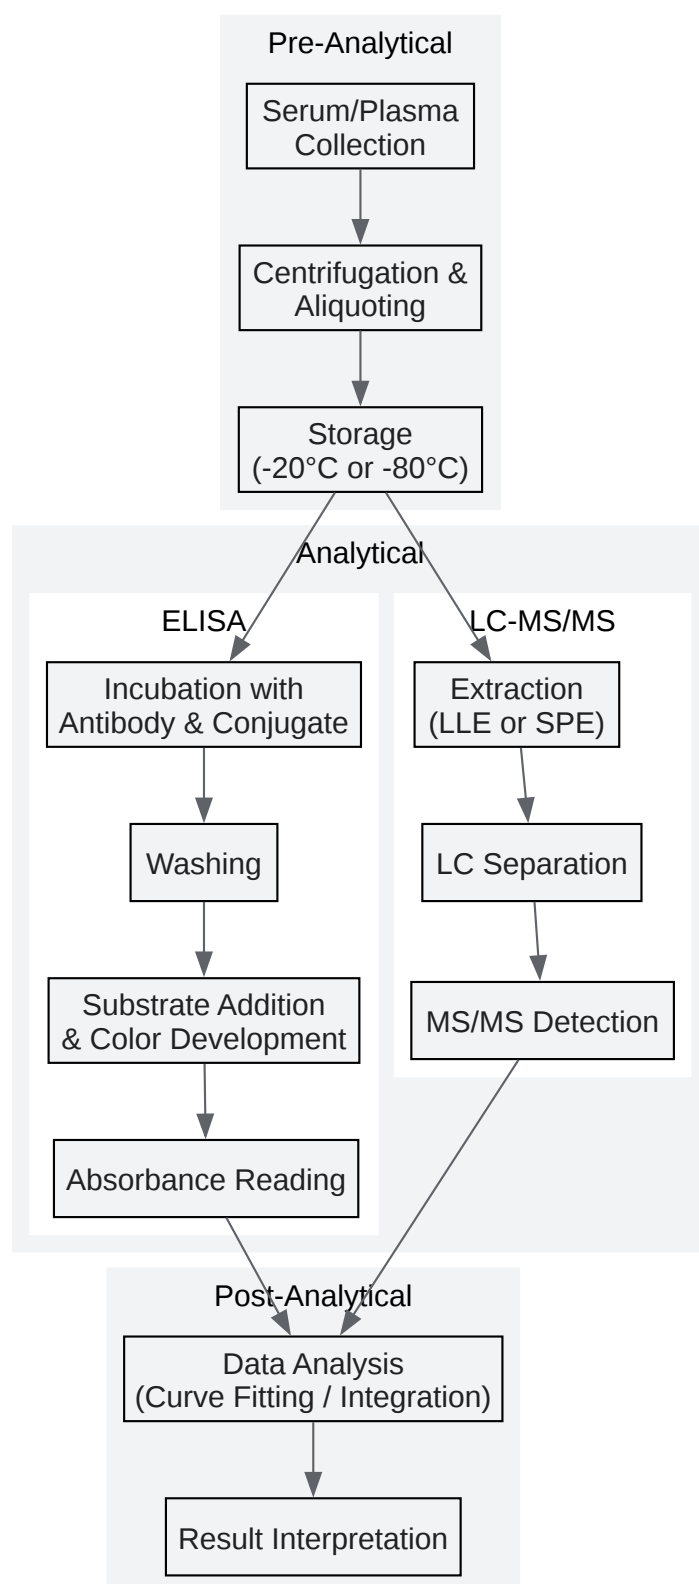 Pre-Analytical
Serum/Plasma
Collection
Centrifugation &
Aliquoting
Storage
(-20°C or -80°C)
Analytical
ELISA
Incubation with
Antibody & Conjugate
Washing
Substrate Addition
& Color Development
Absorbance Reading
LC-MS/MS
Extraction
(LLE or SPE)
LC Separation
MS/MS Detection
Post-Analytical
Data Analysis
(Curve Fitting / Integration)
Result Interpretation